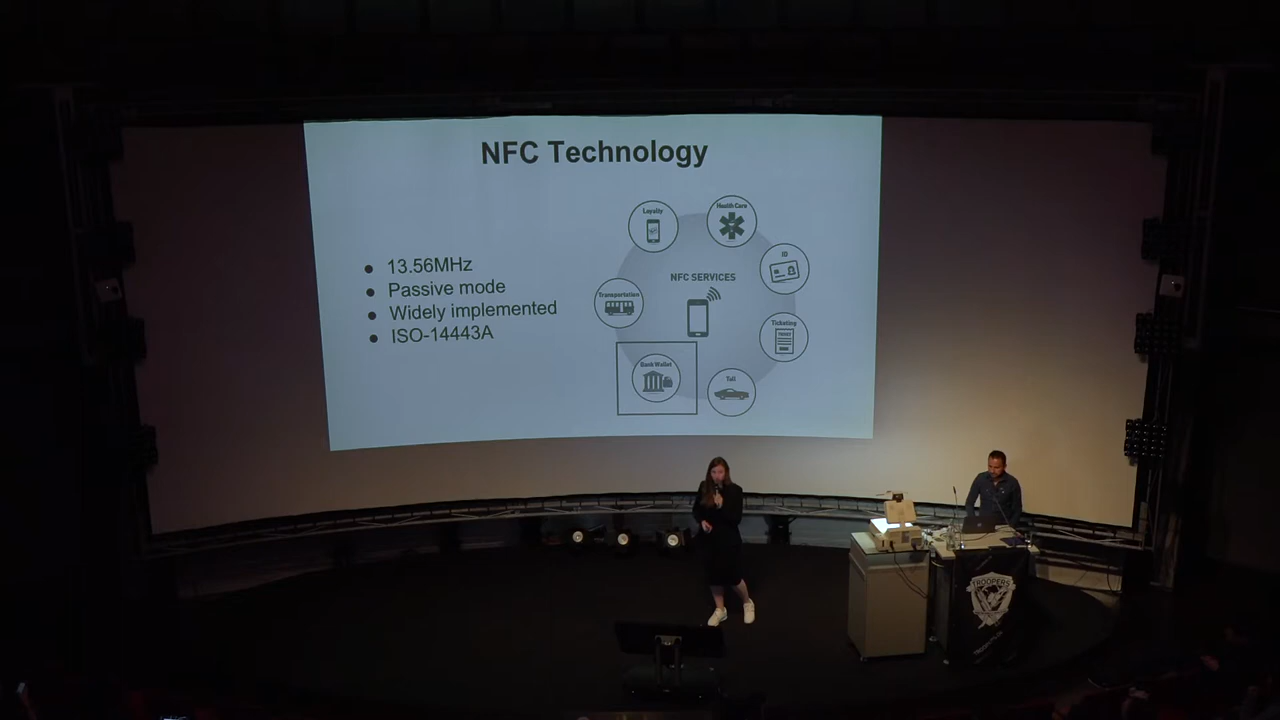 NFC Technology
13.56MHz
Passive mode
Widely implemented
ISO-14443A
Loyalty
Health Care
ID
NFC SERVICES
Transportation
Ticketing
Bank Wallet
Toll
TROOPERS